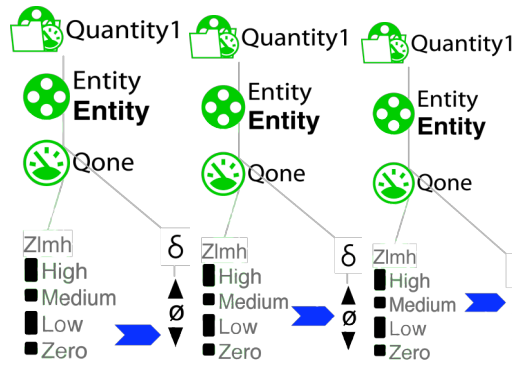 Quantity1
Entity
Entity
Qone
Zlmh
High
Medium
Low
Zero
δ
ø
Quantity1
Entity
Entity
Qone
Zlmh
High
Medium
Low
Zero
δ
ø
Quantity1
Entity
Entity
Qone
Zlmh
High
Medium
Low
Zero